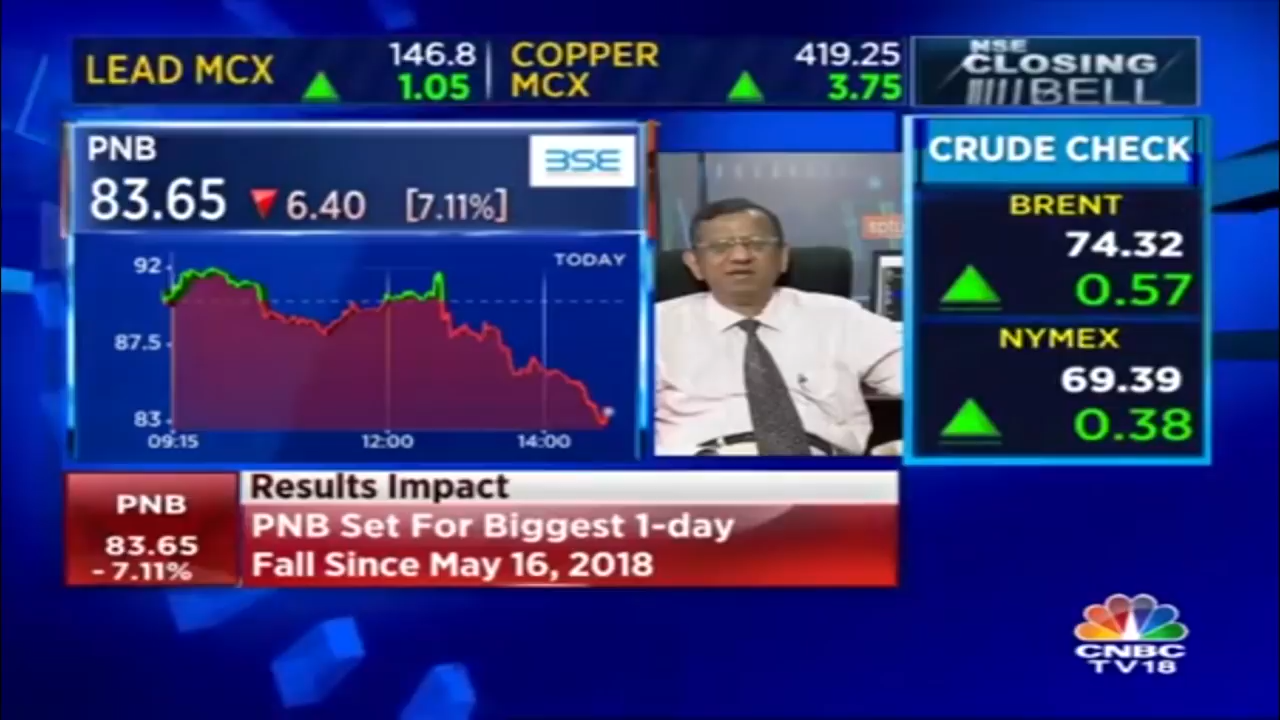 LEAD MCX
146.8
1.05
COPPER
MCX
419.25
3.75
NSE
CLOSING
BELL
PNB
83.65 6.40 [7.11%]
BSE
TODAY
92
87.5
83
09:15 12:00 14:00
CRUDE CHECK
BRENT
74.32
0.57
NYMEX
69.39
0.38
PNB
83.65
-7.11%
Results Impact
PNB Set For Biggest 1-day
Fall Since May 16, 2018
CNBC
TV18